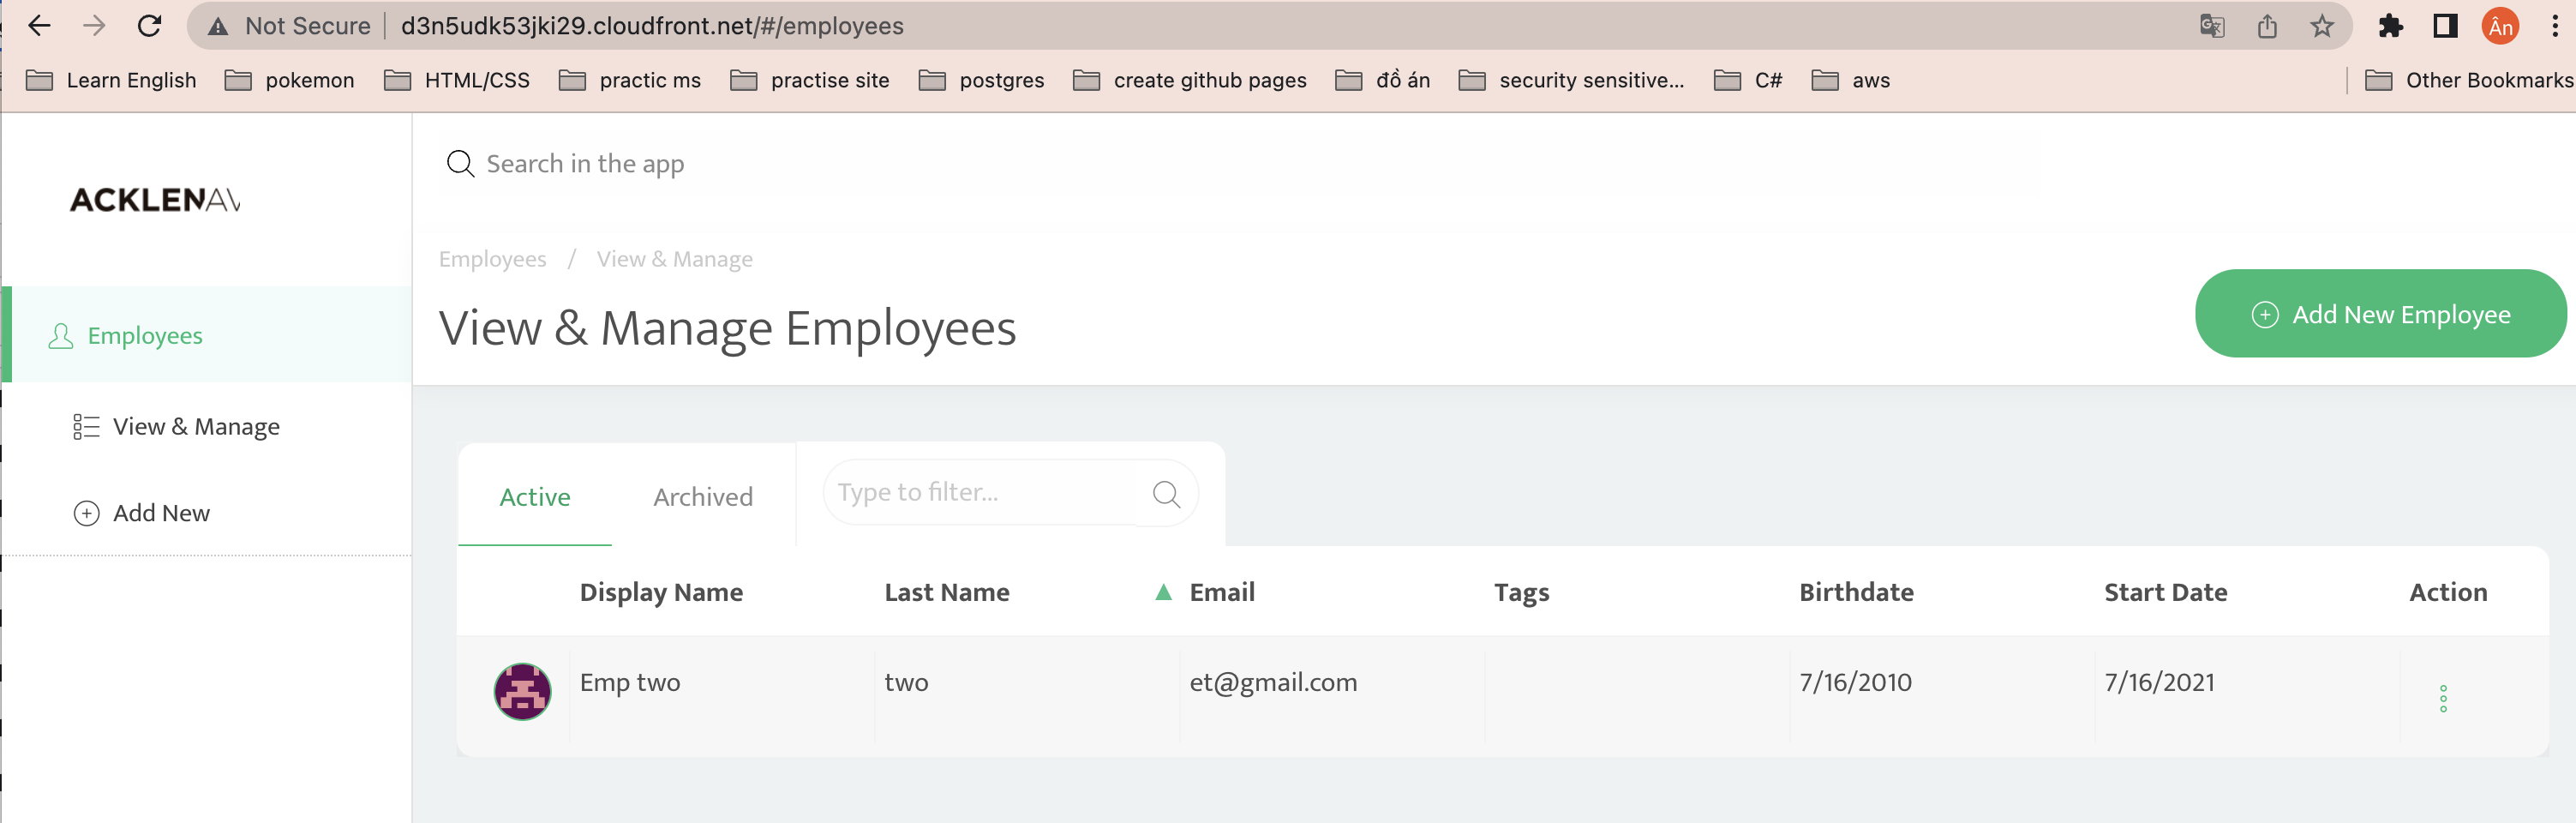 Not Secure d3n5udk53jki29.cloudfront.net/#/employees Ân
Learn English pokemon HTML/CSS practic ms practise site postgres create github pages đồ án security sensitive... C# aws Other Bookmarks
Search in the app
ACKLENAV
Employees / View & Manage
View & Manage Employees
Add New Employee
Employees
View & Manage
Add New
Active Archived Type to filter...
Display Name Last Name Email Tags Birthdate Start Date Action
Emp two two et@gmail.com 7/16/2010 7/16/2021